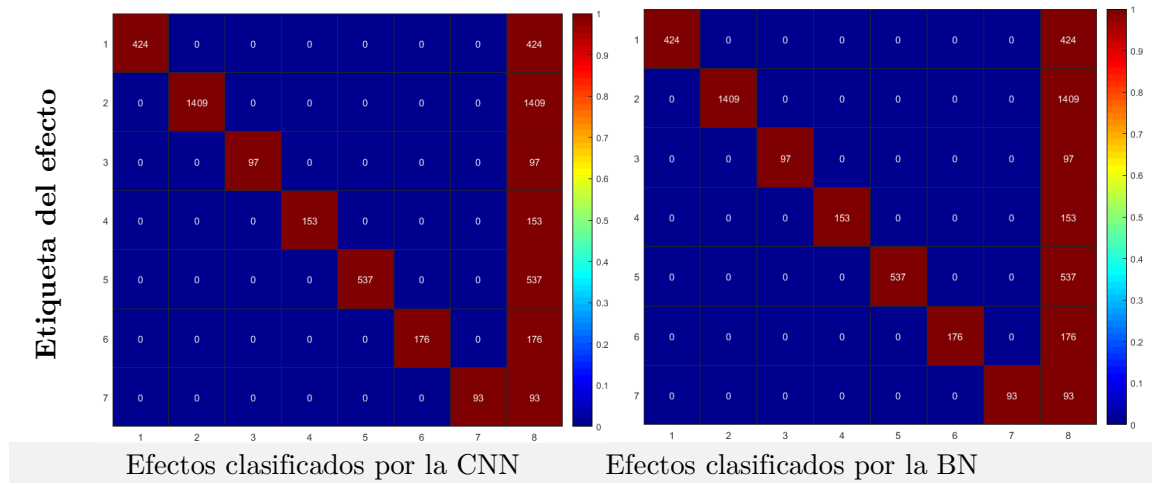 Etiqueta del efecto
1 424 0 0 0 0 0 0 424
2 0 1409 0 0 0 0 0 1409
3 0 0 97 0 0 0 0 97
4 0 0 0 153 0 0 0 153
5 0 0 0 0 537 0 0 537
6 0 0 0 0 0 176 0 176
7 0 0 0 0 0 0 93 93
1 2 3 4 5 6 7 8
1
0.9
0.8
0.7
0.6
0.5
0.4
0.3
0.2
0.1
0
Efectos clasificados por la CNN
1 424 0 0 0 0 0 0 424
2 0 1409 0 0 0 0 0 1409
3 0 0 97 0 0 0 0 97
4 0 0 0 153 0 0 0 153
5 0 0 0 0 537 0 0 537
6 0 0 0 0 0 176 0 176
7 0 0 0 0 0 0 93 93
1 2 3 4 5 6 7 8
1
0.9
0.8
0.7
0.6
0.5
0.4
0.3
0.2
0.1
0
Efectos clasificados por la BN